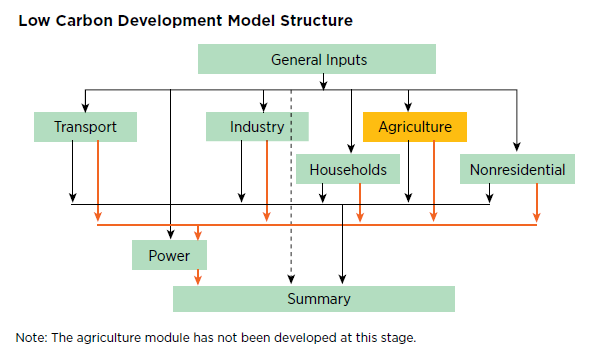 Low Carbon Development Model Structure
General Inputs
Transport
Industry
Agriculture
Households
Nonresidential
Power
Summary
Note: The agriculture module has not been developed at this stage.